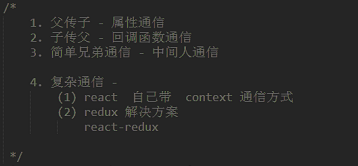 /*
1. 父传子 - 属性通信
2. 子传父 - 回调函数通信
3. 简单兄弟通信 - 中间人通信
4. 复杂通信 -
(1) react 自己带 context 通信方式
(2) redux 解决方案
react-redux
*/